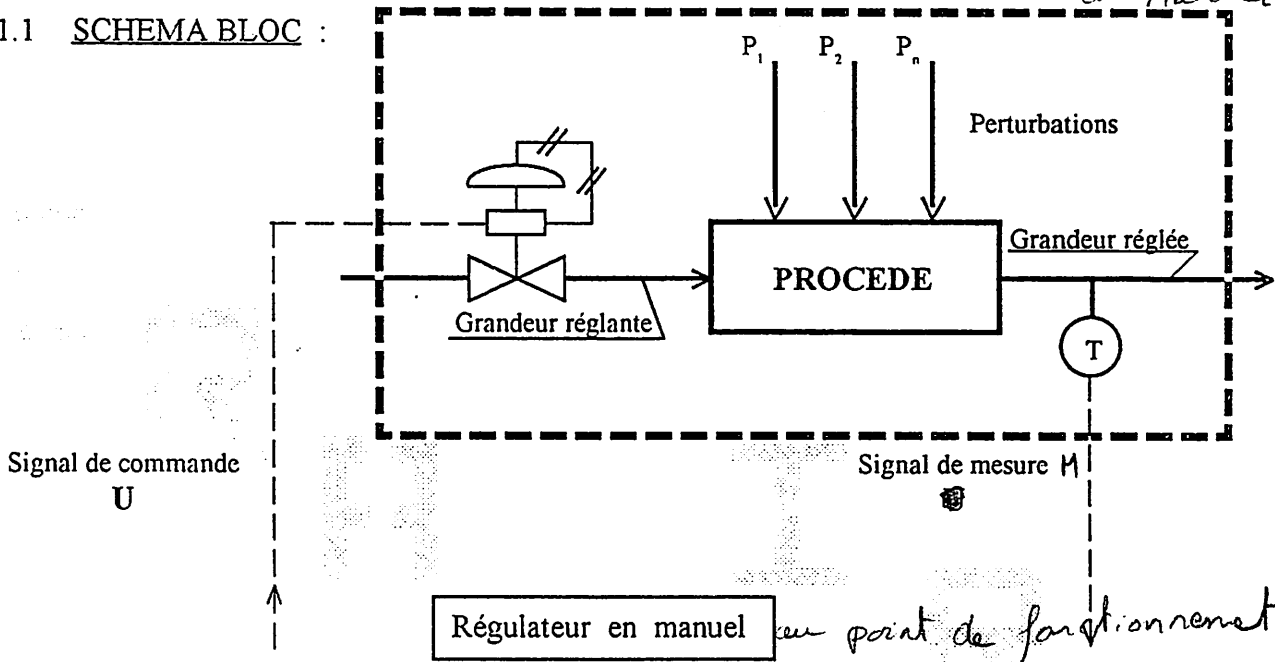 1.1 SCHEMA BLOC :
P₁ P₂ Pₙ
Perturbations
Grandeur réglée
PROCEDE
Grandeur réglante
T
Signal de commande
U
Signal de mesure M
Régulateur en manuel au point de fonctionnement